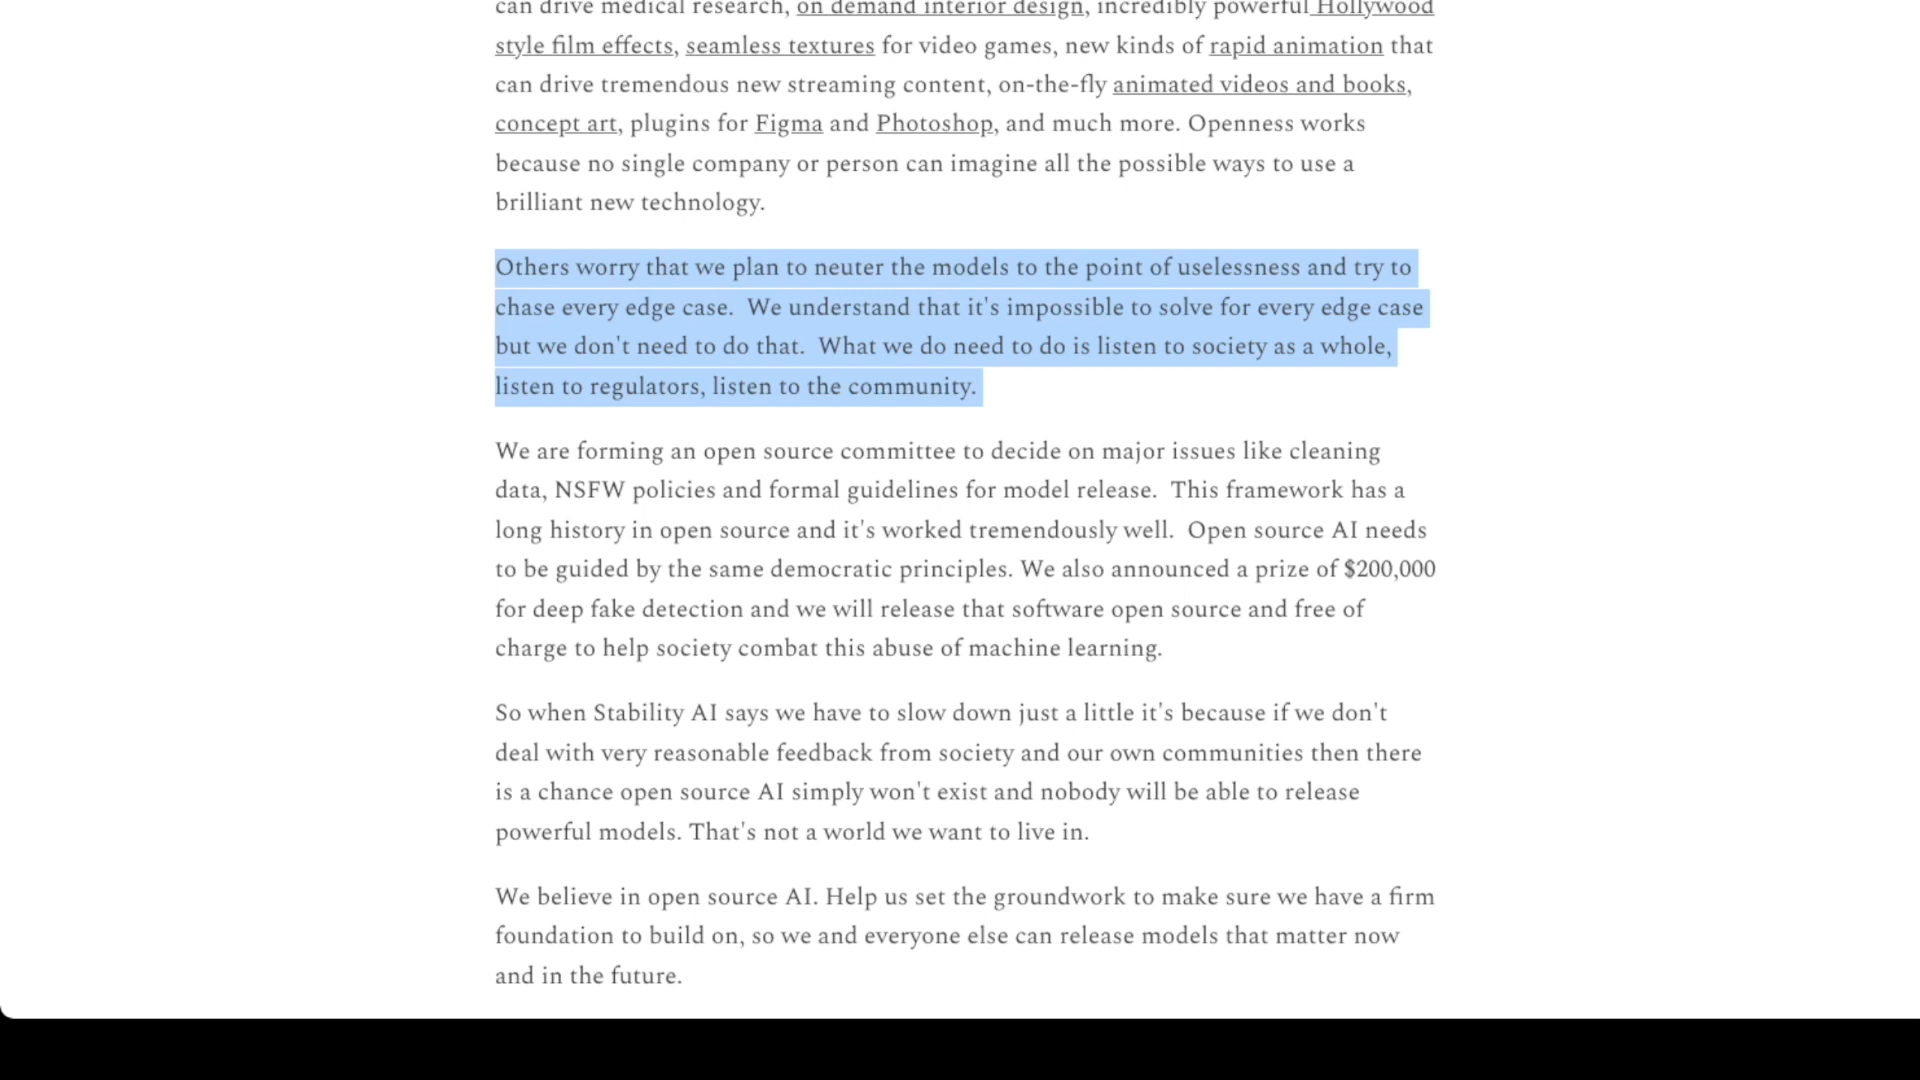 can drive medical research, on demand interior design, incredibly powerful Hollywood
style film effects, seamless textures for video games, new kinds of rapid animation that
can drive tremendous new streaming content, on-the-fly animated videos and books,
concept art, plugins for Figma and Photoshop, and much more. Openness works
because no single company or person can imagine all the possible ways to use a
brilliant new technology.
Others worry that we plan to neuter the models to the point of uselessness and try to
chase every edge case.  We understand that it's impossible to solve for every edge case
but we don't need to do that.  What we do need to do is listen to society as a whole,
listen to regulators, listen to the community.
We are forming an open source committee to decide on major issues like cleaning
data, NSFW policies and formal guidelines for model release.  This framework has a
long history in open source and it's worked tremendously well.  Open source AI needs
to be guided by the same democratic principles. We also announced a prize of $200,000
for deep fake detection and we will release that software open source and free of
charge to help society combat this abuse of machine learning.
So when Stability AI says we have to slow down just a little it's because if we don't
deal with very reasonable feedback from society and our own communities then there
is a chance open source AI simply won't exist and nobody will be able to release
powerful models. That's not a world we want to live in.
We believe in open source AI. Help us set the groundwork to make sure we have a firm
foundation to build on, so we and everyone else can release models that matter now
and in the future.